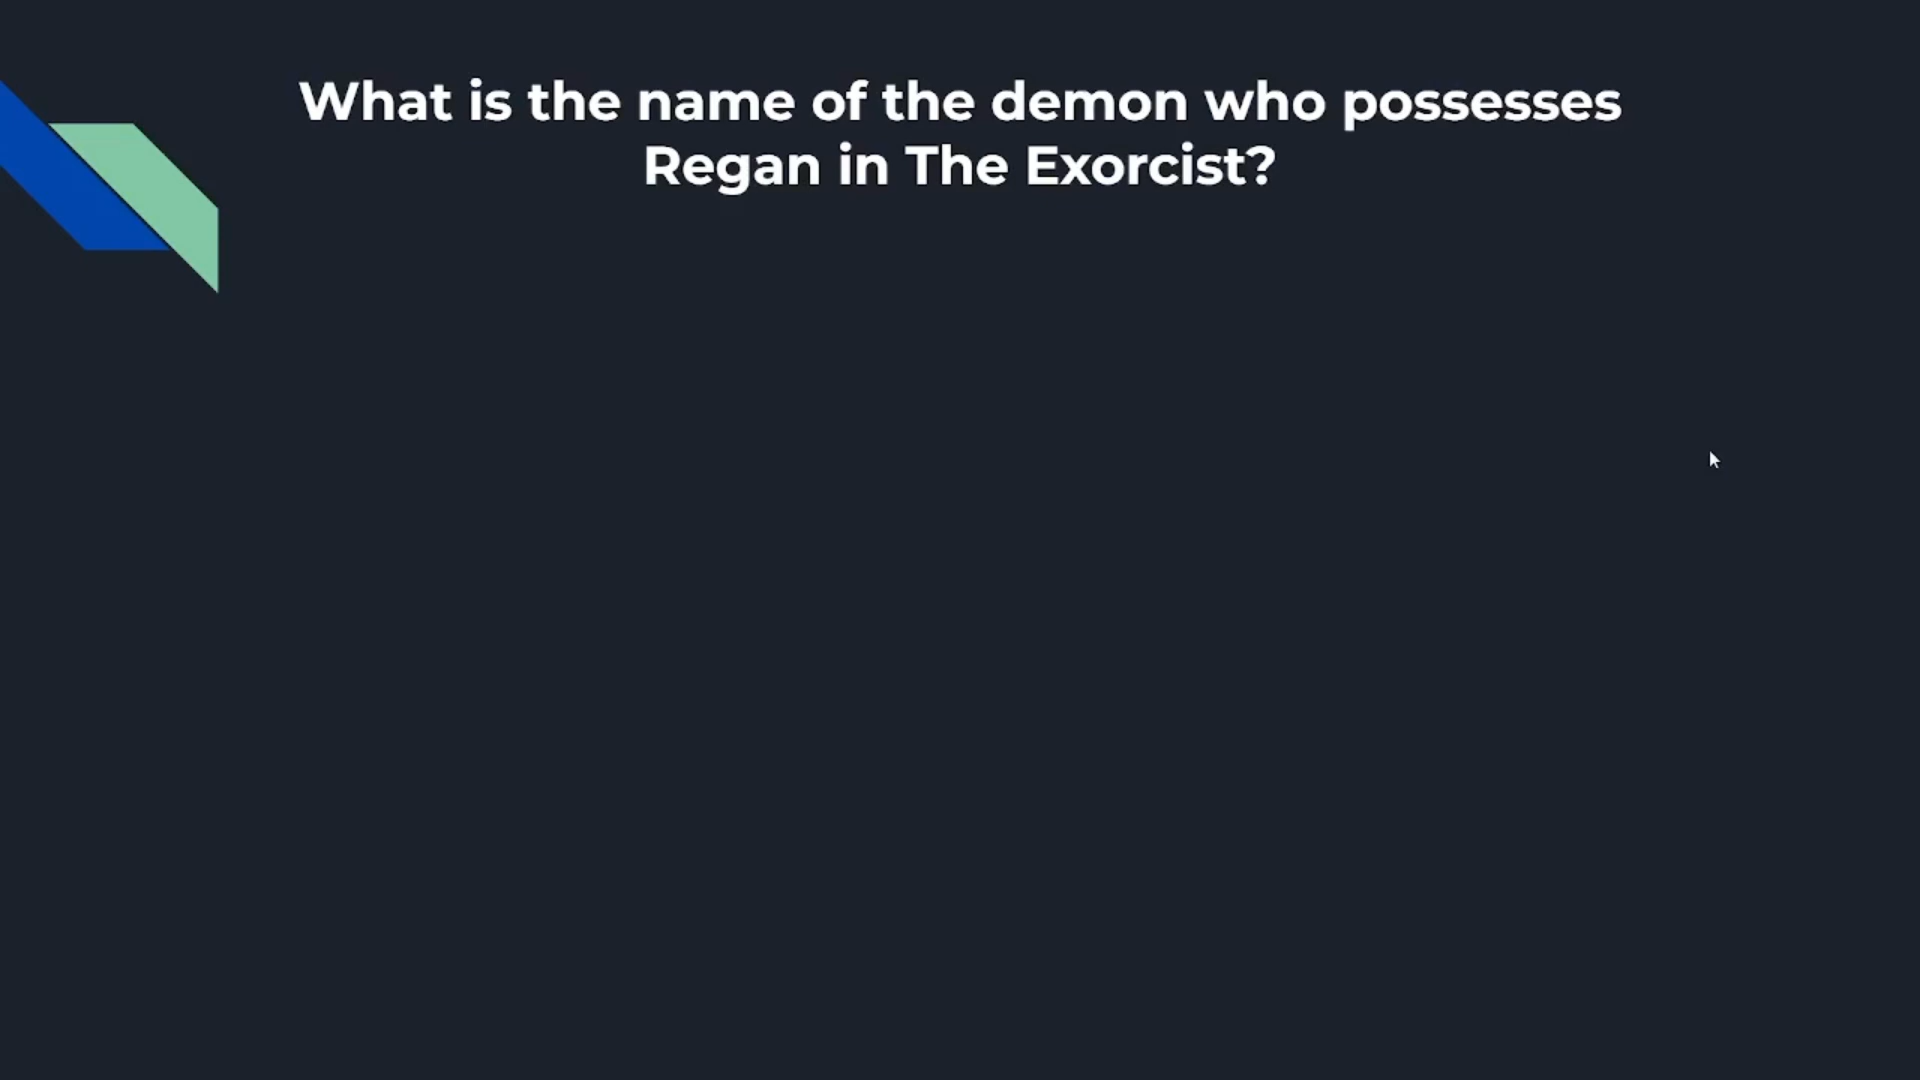 What is the name of the demon who possesses
Regan in The Exorcist?